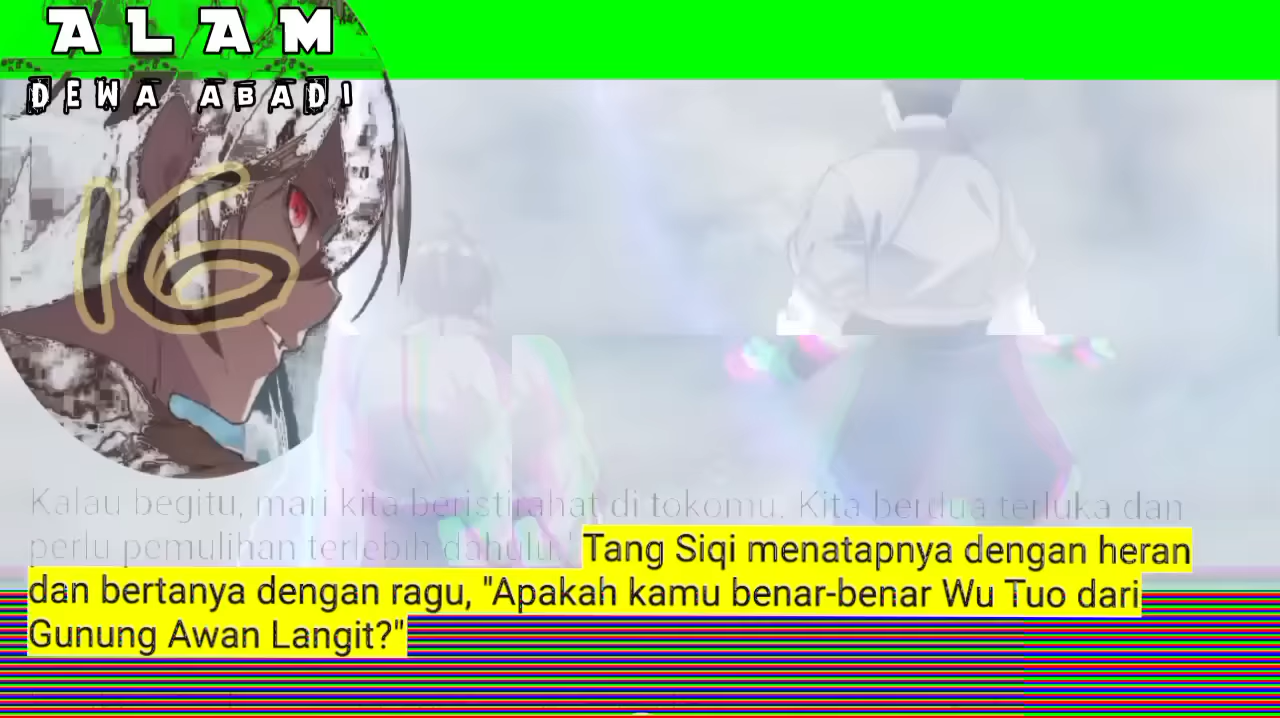 ALAM
DEWA ABADI
16
Kalau begitu, mari kita beristirahat di tokomu. Kita berdua terluka dan
perlu pemulihan terlebih dahulu." Tang Siqi menatapnya dengan heran
dan bertanya dengan ragu, "Apakah kamu benar-benar Wu Tuo dari
Gunung Awan Langit?"